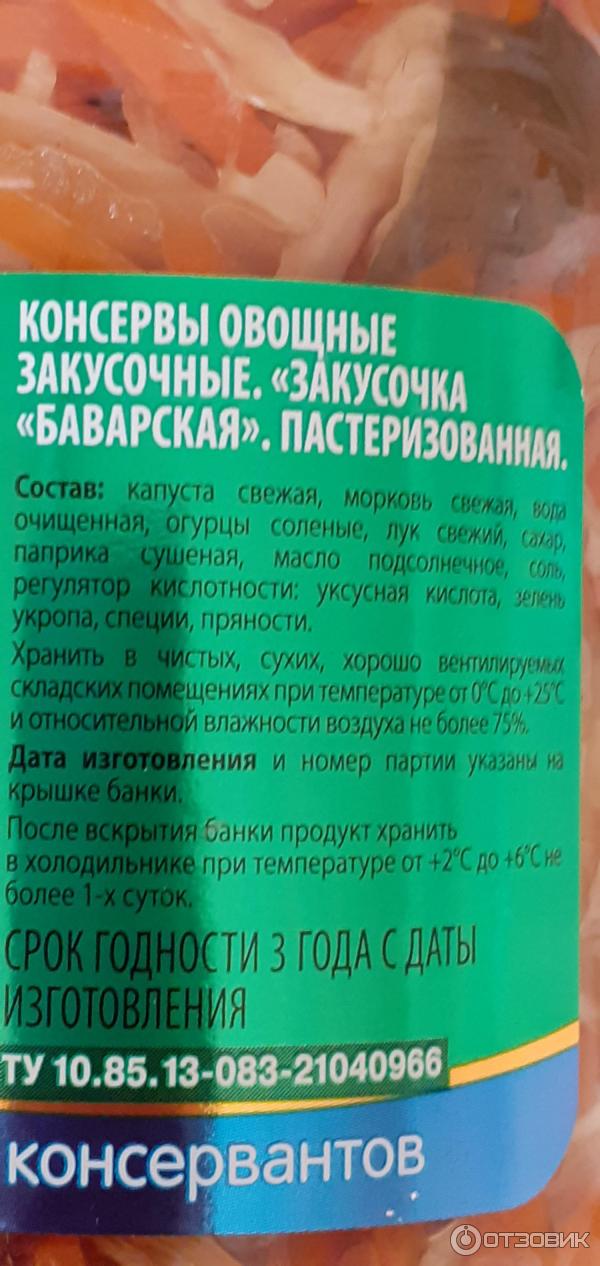 КОНСЕРВЫ ОВОЩНЫЕ
ЗАКУСОЧНЫЕ. «ЗАКУСОЧКА
«БАВАРСКАЯ». ПАСТЕРИЗОВАННАЯ.
Состав: капуста свежая, морковь свежая, вода
очищенная, огурцы соленые, лук свежий, сахар,
паприка сушеная, масло подсолнечное, соль,
регулятор кислотности: уксусная кислота, зелень
укропа, специи, пряности.
Хранить в чистых, сухих, хорошо вентилируемых
складских помещениях при температуре от 0°С до +25°С
и относительной влажности воздуха не более 75%.
Дата изготовления и номер партии указаны на
крышке банки.
После вскрытия банки продукт хранить
в холодильнике при температуре от +2°С до +6°С не
более 1-х суток.
СРОК ГОДНОСТИ 3 ГОДА С ДАТЫ
ИЗГОТОВЛЕНИЯ
ТУ 10.85.13-083-21040966
консервантов
ОТЗОВИК